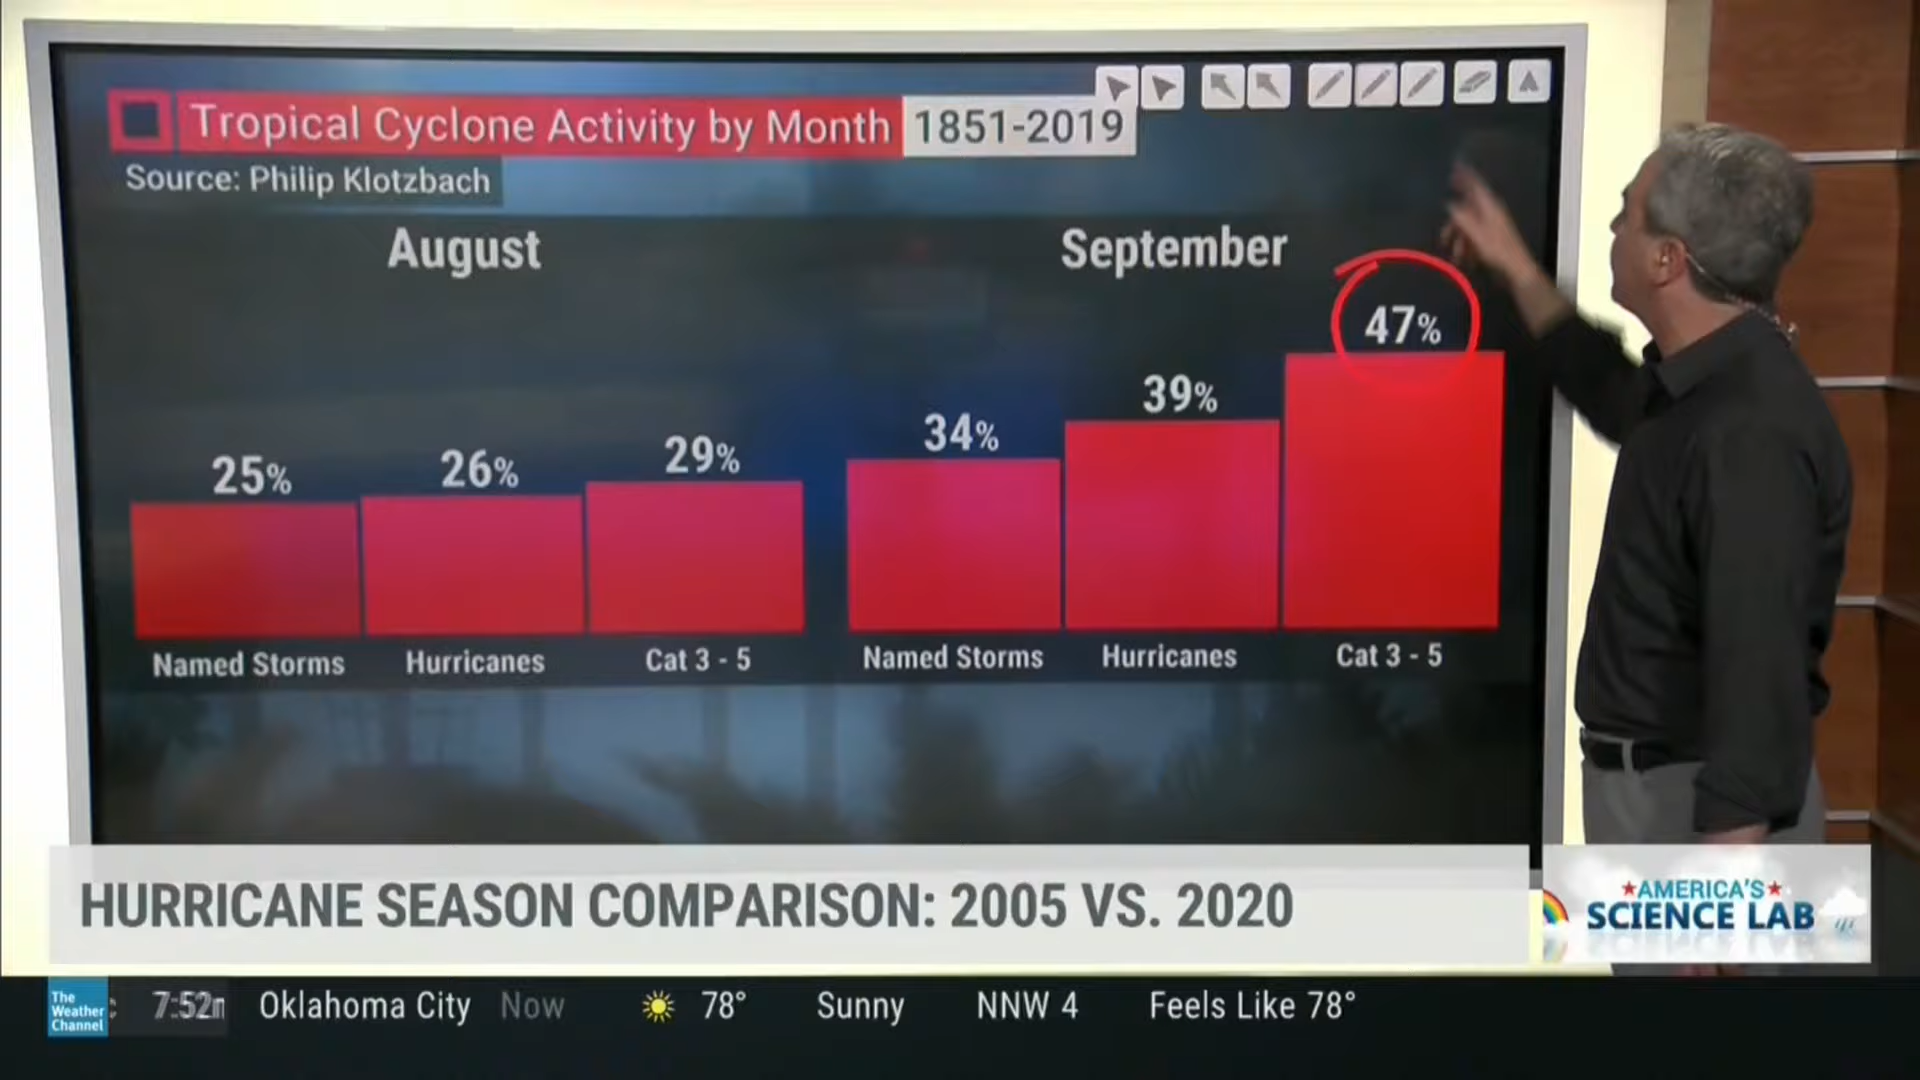 Tropical Cyclone Activity by Month 1851-2019
Source: Philip Klotzbach
August
September
25% 26% 29%
34% 39% 47%
Named Storms Hurricanes Cat 3 - 5
Named Storms Hurricanes Cat 3 - 5
HURRICANE SEASON COMPARISON: 2005 VS. 2020
AMERICA'S
SCIENCE LAB
The
Weather
Channel
7:52
Oklahoma City Now 78° Sunny NNW 4 Feels Like 78°